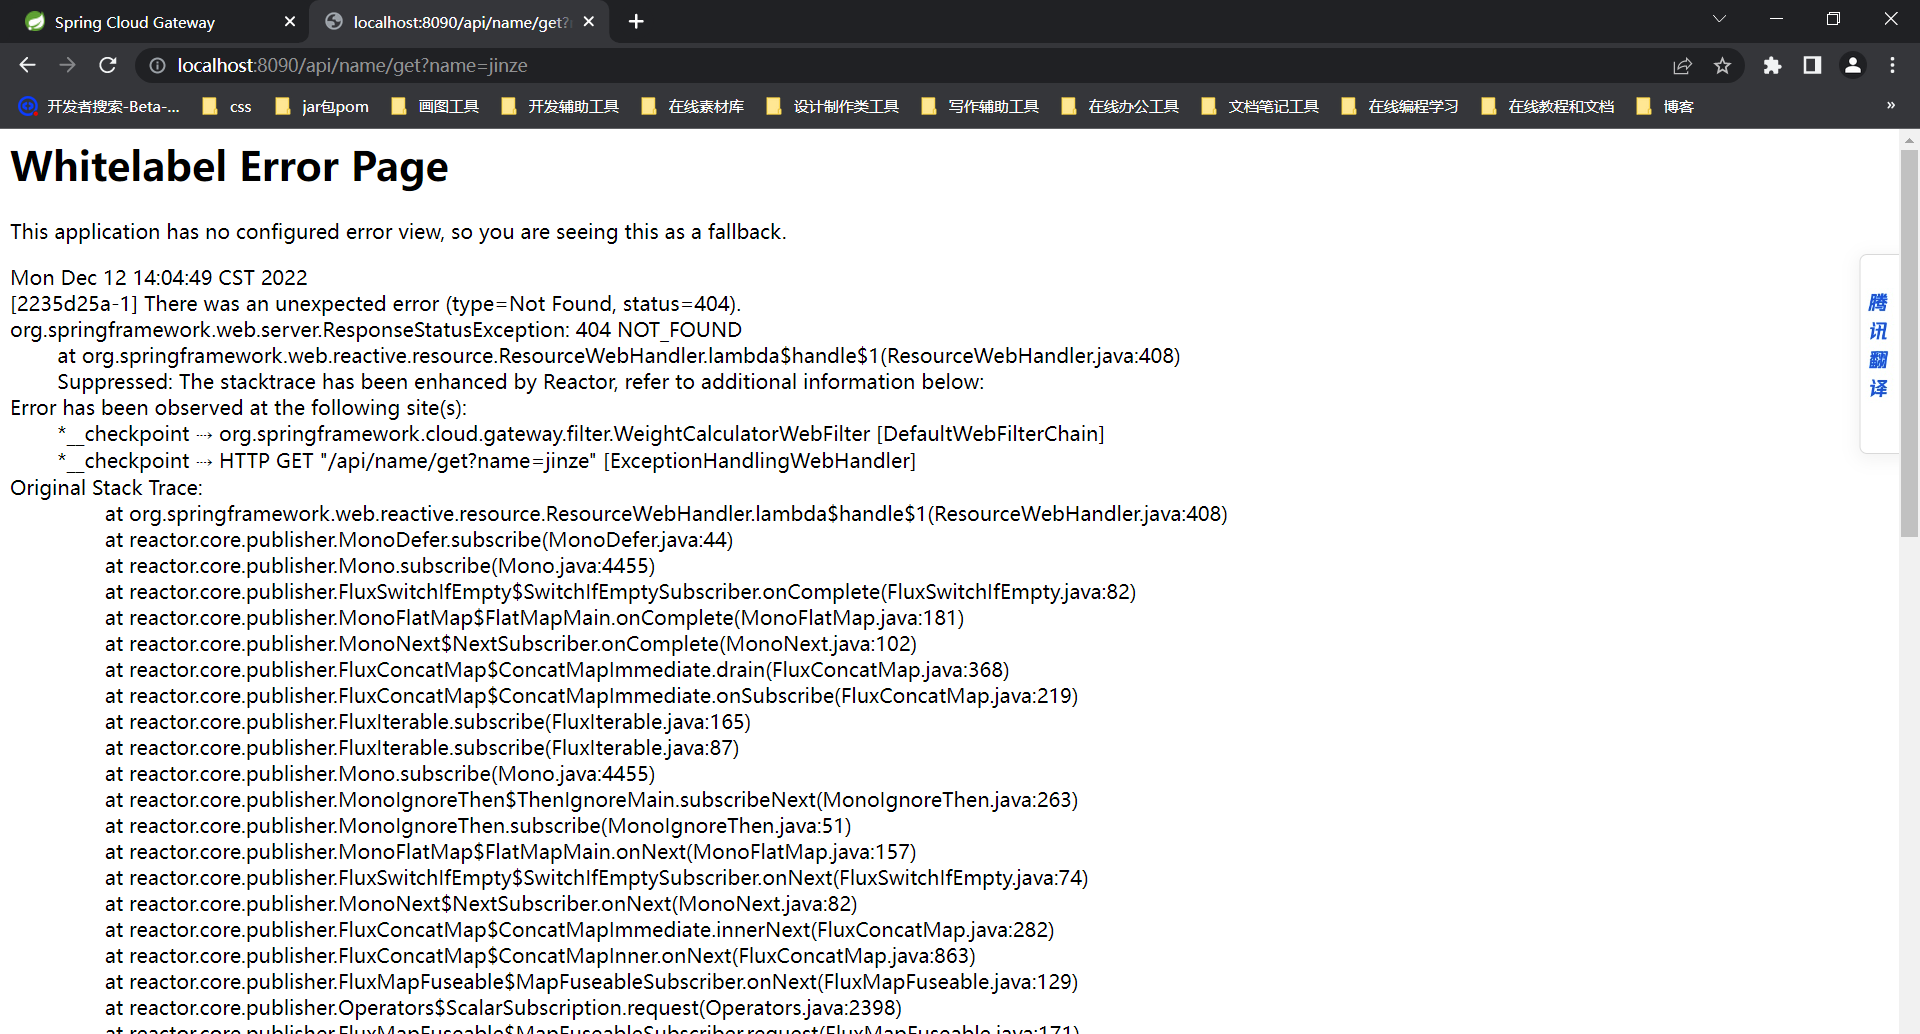 Spring Cloud Gateway
localhost:8090/api/name/get?
localhost:8090/api/name/get?name=jinze
开发者搜索-Beta-... css jar包pom 画图工具 开发辅助工具 在线素材库 设计制作类工具 写作辅助工具 在线办公工具 文档笔记工具 在线编程学习 在线教程和文档 博客 »
Whitelabel Error Page
This application has no configured error view, so you are seeing this as a fallback.
Mon Dec 12 14:04:49 CST 2022
[2235d25a-1] There was an unexpected error (type=Not Found, status=404).
org.springframework.web.server.ResponseStatusException: 404 NOT_FOUND
at org.springframework.web.reactive.resource.ResourceWebHandler.lambda$handle$1(ResourceWebHandler.java:408)
Suppressed: The stacktrace has been enhanced by Reactor, refer to additional information below:
Error has been observed at the following site(s):
*__checkpoint ⇢ org.springframework.cloud.gateway.filter.WeightCalculatorWebFilter [DefaultWebFilterChain]
*__checkpoint ⇢ HTTP GET "/api/name/get?name=jinze" [ExceptionHandlingWebHandler]
Original Stack Trace:
at org.springframework.web.reactive.resource.ResourceWebHandler.lambda$handle$1(ResourceWebHandler.java:408)
at reactor.core.publisher.MonoDefer.subscribe(MonoDefer.java:44)
at reactor.core.publisher.Mono.subscribe(Mono.java:4455)
at reactor.core.publisher.FluxSwitchIfEmpty$SwitchIfEmptySubscriber.onComplete(FluxSwitchIfEmpty.java:82)
at reactor.core.publisher.MonoFlatMap$FlatMapMain.onComplete(MonoFlatMap.java:181)
at reactor.core.publisher.MonoNext$NextSubscriber.onComplete(MonoNext.java:102)
at reactor.core.publisher.FluxConcatMap$ConcatMapImmediate.drain(FluxConcatMap.java:368)
at reactor.core.publisher.FluxConcatMap$ConcatMapImmediate.onSubscribe(FluxConcatMap.java:219)
at reactor.core.publisher.FluxIterable.subscribe(FluxIterable.java:165)
at reactor.core.publisher.FluxIterable.subscribe(FluxIterable.java:87)
at reactor.core.publisher.Mono.subscribe(Mono.java:4455)
at reactor.core.publisher.MonoIgnoreThen$ThenIgnoreMain.subscribeNext(MonoIgnoreThen.java:263)
at reactor.core.publisher.MonoIgnoreThen.subscribe(MonoIgnoreThen.java:51)
at reactor.core.publisher.MonoFlatMap$FlatMapMain.onNext(MonoFlatMap.java:157)
at reactor.core.publisher.FluxSwitchIfEmpty$SwitchIfEmptySubscriber.onNext(FluxSwitchIfEmpty.java:74)
at reactor.core.publisher.MonoNext$NextSubscriber.onNext(MonoNext.java:82)
at reactor.core.publisher.FluxConcatMap$ConcatMapImmediate.innerNext(FluxConcatMap.java:282)
at reactor.core.publisher.FluxConcatMap$ConcatMapInner.onNext(FluxConcatMap.java:863)
at reactor.core.publisher.FluxMapFuseable$MapFuseableSubscriber.onNext(FluxMapFuseable.java:129)
at reactor.core.publisher.Operators$ScalarSubscription.request(Operators.java:2398)
at reactor.core.publisher.FluxMapFuseable$MapFuseableSubscriber.request(FluxMapFuseable.java:171)
腾
讯
翻
译